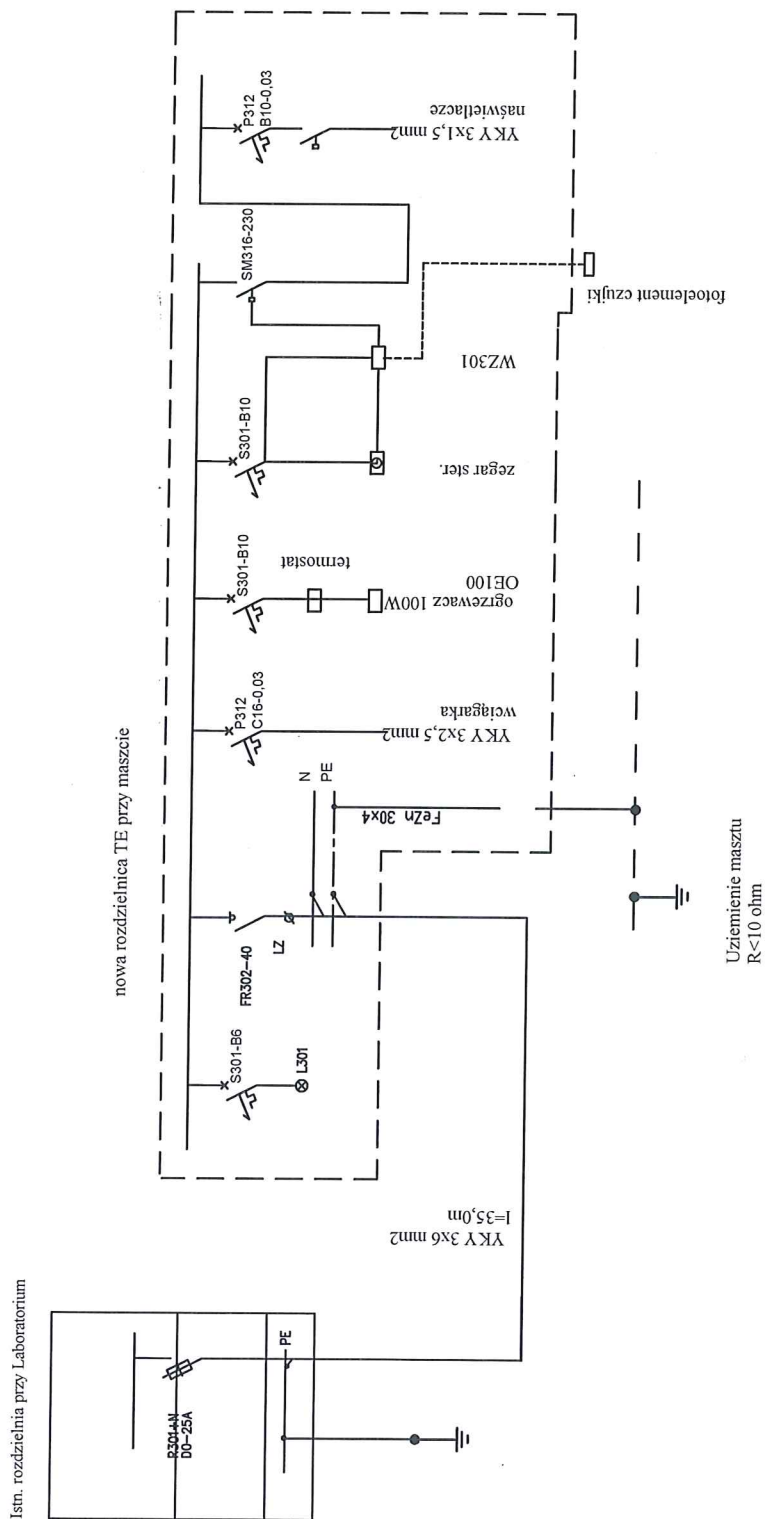 Istn. rozdzielnia przy Laboratorium
R301+N
DO-25A
PE
YKY 3x6 mm2
l=35,0m
nowa rozdzielnica TE przy maszcie
S301-B6
L301
FR302-40
LZ
N
PE
FeZn 30x4
Uziemienie masztu
R<10 ohm
P312
C16-0,03
YKY 3x2,5 mm2
wciągarka
S301-B10
termostat
ogrzewacz 100W
OE100
S301-B10
zegar ster.
WZ301
SM316-230
fotoelement czujki
P312
B10-0,03
YKY 3x1,5 mm2
naświetlacze